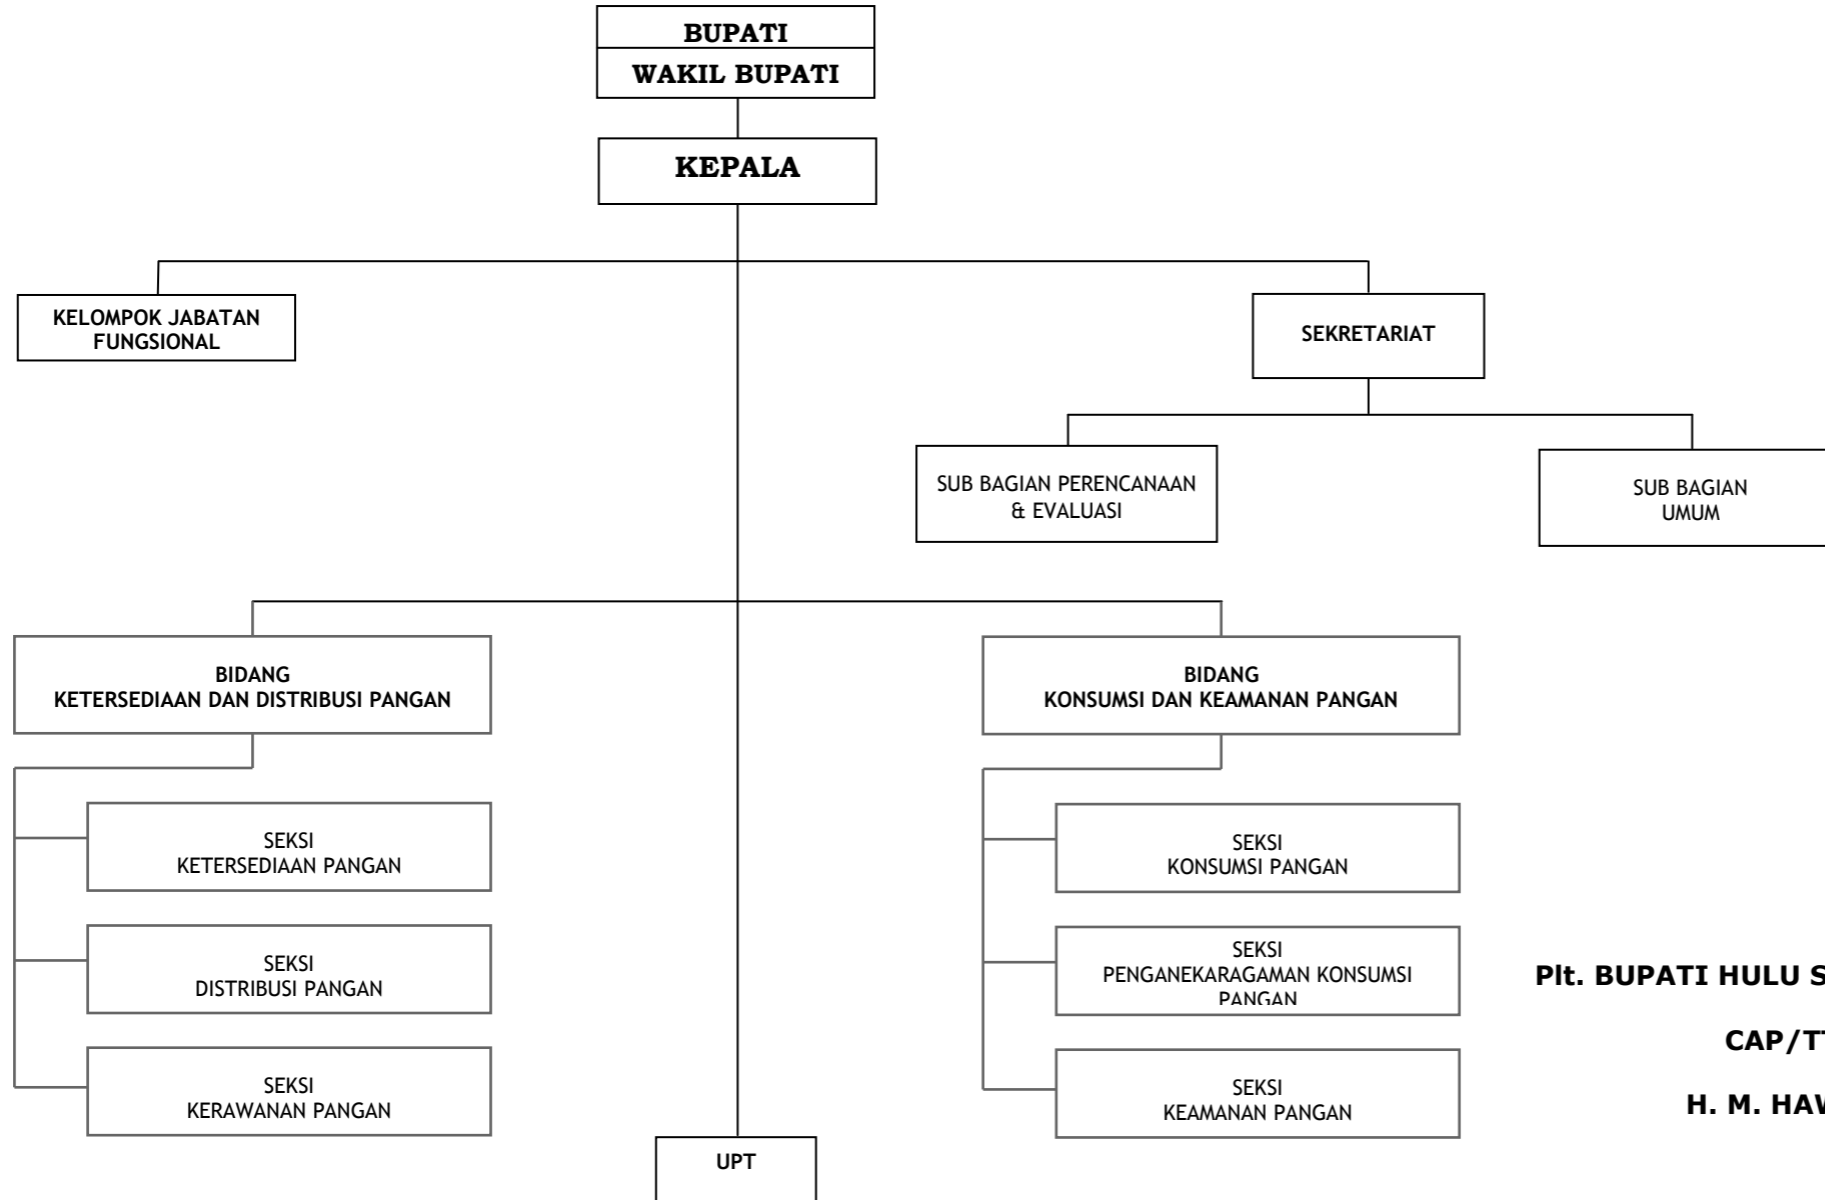 BUPATI
WAKIL BUPATI
KEPALA
KELOMPOK JABATAN
FUNGSIONAL
SEKRETARIAT
SUB BAGIAN PERENCANAAN
& EVALUASI
SUB BAGIAN
UMUM
BIDANG
KETERSEDIAAN DAN DISTRIBUSI PANGAN
BIDANG
KONSUMSI DAN KEAMANAN PANGAN
SEKSI
KETERSEDIAAN PANGAN
SEKSI
DISTRIBUSI PANGAN
SEKSI
KERAWANAN PANGAN
SEKSI
KONSUMSI PANGAN
SEKSI
PENGANEKARAGAMAN KONSUMSI
PANGAN
SEKSI
KEAMANAN PANGAN
UPT
Plt. BUPATI HULU
CAP/
H. M.